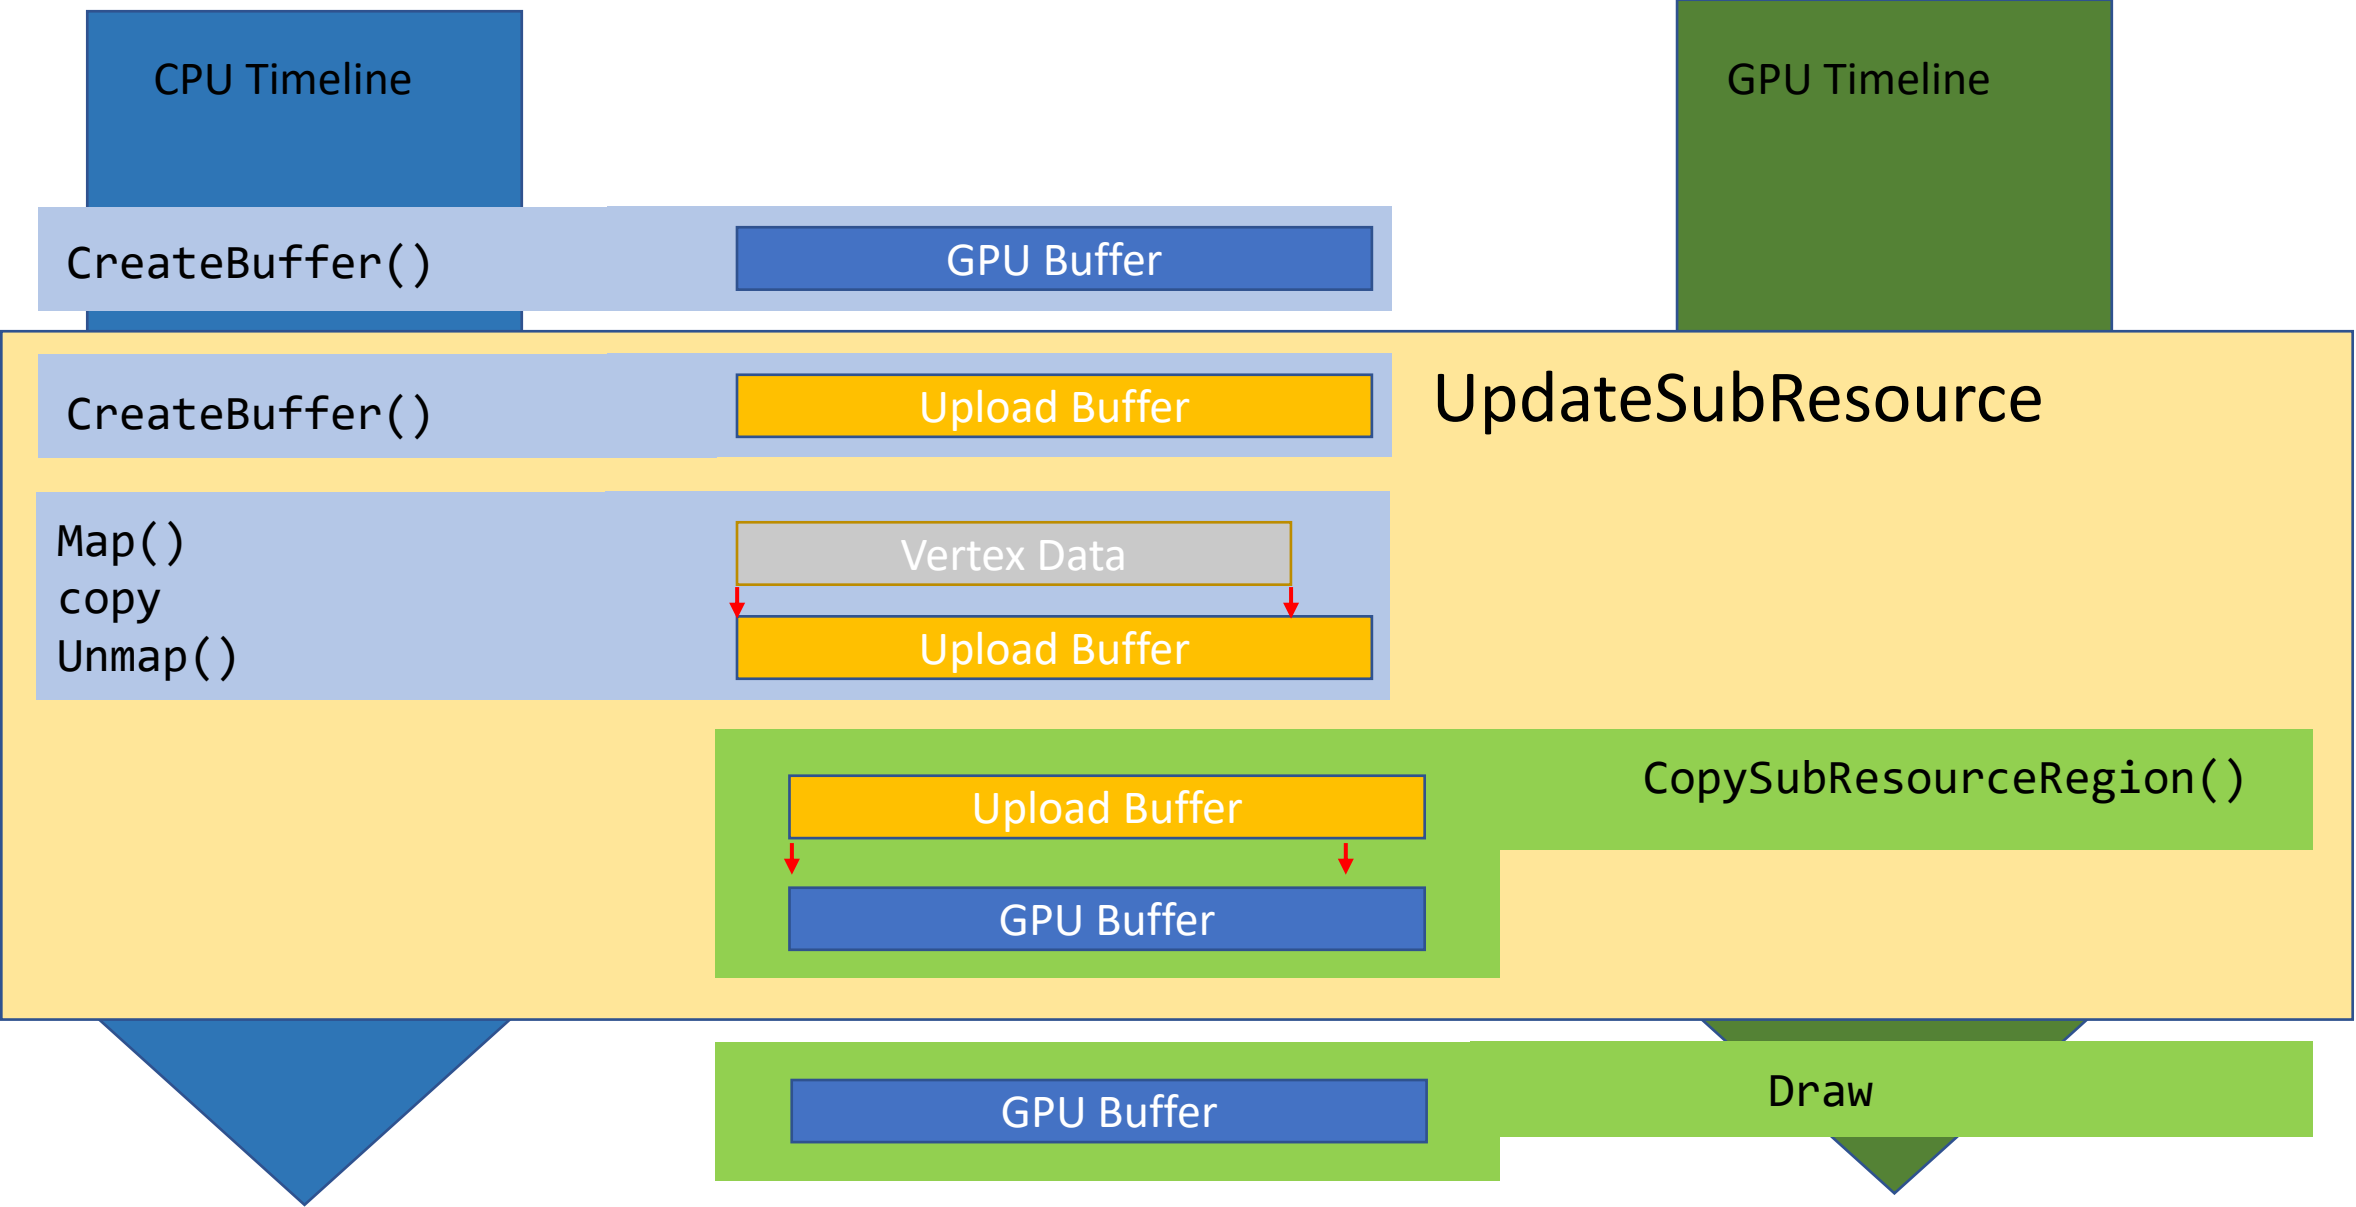 CPU Timeline
GPU Timeline
CreateBuffer()
GPU Buffer
CreateBuffer()
Upload Buffer
UpdateSubResource
Map()
copy
Unmap()
Vertex Data
Upload Buffer
Upload Buffer
CopySubResourceRegion()
GPU Buffer
GPU Buffer
Draw